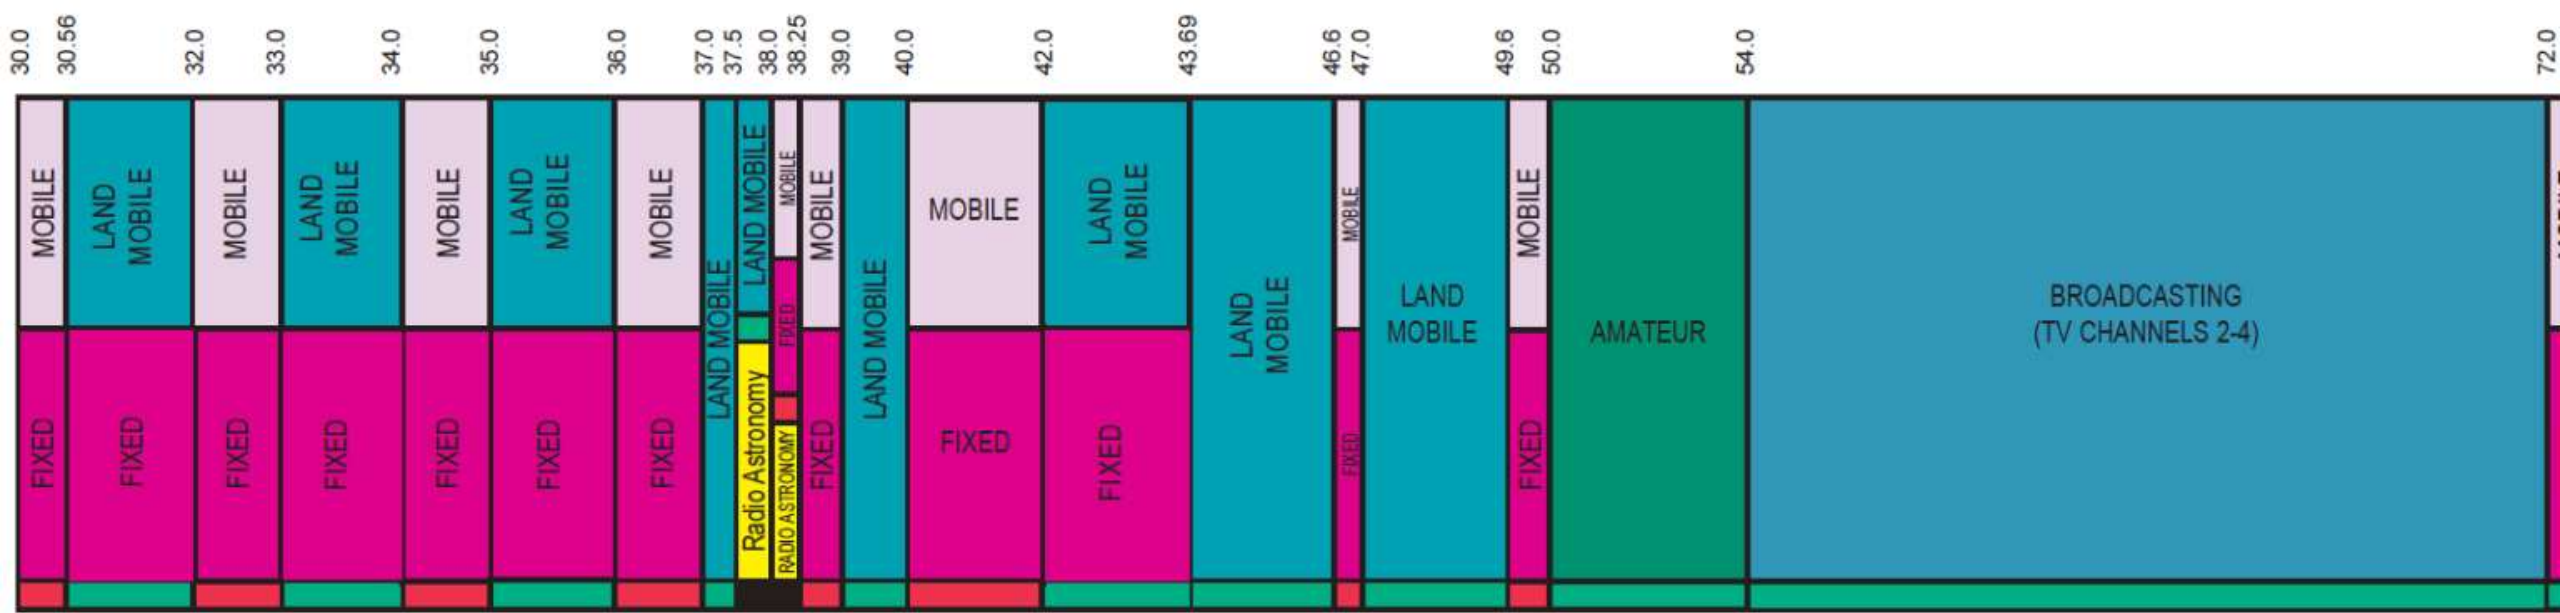 30.0
30.56
32.0
33.0
34.0
35.0
36.0
37.0
37.5
38.0
38.25
39.0
40.0
42.0
43.69
46.6
47.0
49.6
50.0
54.0
72.0
MOBILE
FIXED
LAND
MOBILE
FIXED
MOBILE
FIXED
LAND
MOBILE
FIXED
MOBILE
FIXED
LAND
MOBILE
FIXED
MOBILE
FIXED
LAND MOBILE
LAND MOBILE
Radio Astronomy
MOBILE
FIXED
RADIO ASTRONOMY
MOBILE
FIXED
LAND MOBILE
MOBILE
FIXED
LAND
MOBILE
FIXED
LAND
MOBILE
MOBILE
FIXED
LAND
MOBILE
MOBILE
FIXED
AMATEUR
BROADCASTING
(TV CHANNELS 2-4)